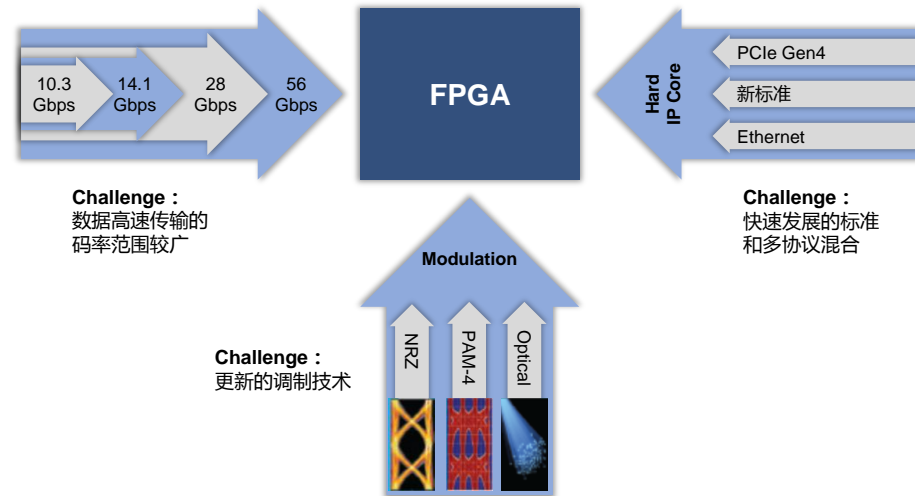 10.3
Gbps
14.1
Gbps
28
Gbps
56
Gbps
FPGA
Hard
IP Core
PCIe Gen4
新标准
Ethernet
Challenge：
数据高速传输的
码率范围较广
Challenge：
快速发展的标准
和多协议混合
Modulation
NRZ
PAM-4
Optical
Challenge：
更新的调制技术